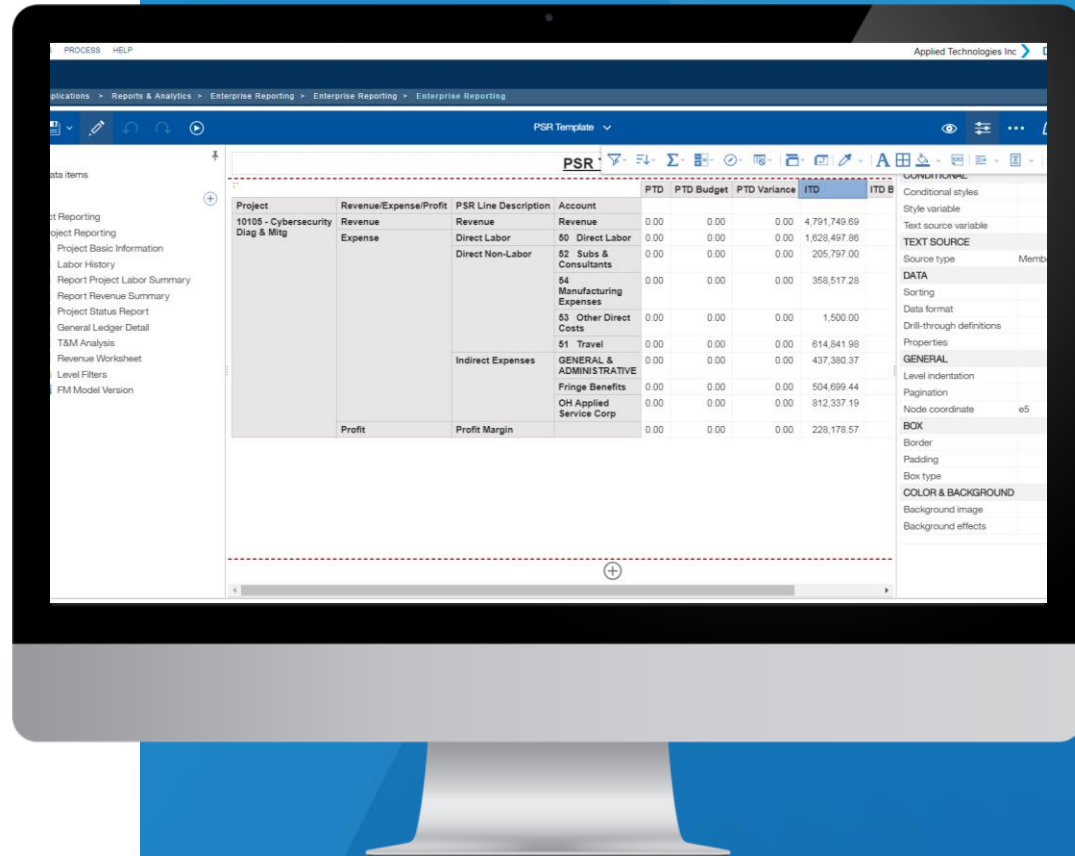 PROCESS HELP
Applied Technologies Inc
Reports & Analytics > Enterprise Reporting > Enterprise Reporting > Enterprise Reporting
PSR Template
PSR
items
Reporting
Reporting
Project Basic Information
Labor History
Report Project Labor Summary
Report Revenue Summary
Project Status Report
General Ledger Detail
T&M Analysis
Revenue Worksheet
Level Filters
FM Model Version
PTD PTD Budget PTD Variance ITD ITD B
Project Revenue/Expense/Profit PSR Line Description Account
10105 - Cybersecurity Diag & Mitg Revenue Revenue Revenue 0.00 0.00 0.00 4,791,749.69
Expense Direct Labor 50 Direct Labor 0.00 0.00 0.00 1,628,497.86
Direct Non-Labor 52 Subs & Consultants 0.00 0.00 0.00 205,797.00
54 Manufacturing Expenses 0.00 0.00 0.00 358,517.28
53 Other Direct Costs 0.00 0.00 0.00 1,500.00
51 Travel 0.00 0.00 0.00 614,841.98
Indirect Expenses GENERAL & ADMINISTRATIVE 0.00 0.00 0.00 437,380.37
Fringe Benefits 0.00 0.00 0.00 504,699.44
OH Applied Service Corp 0.00 0.00 0.00 812,337.19
Profit Profit Margin 0.00 0.00 0.00 228,178.57
CONDITIONAL
Conditional styles
Style variable
Text source variable
TEXT SOURCE
Source type Memb
DATA
Sorting
Data format
Drill-through definitions
Properties
GENERAL
Level indentation
Pagination
Node coordinate e5
BOX
Border
Padding
Box type
COLOR & BACKGROUND
Background image
Background effects